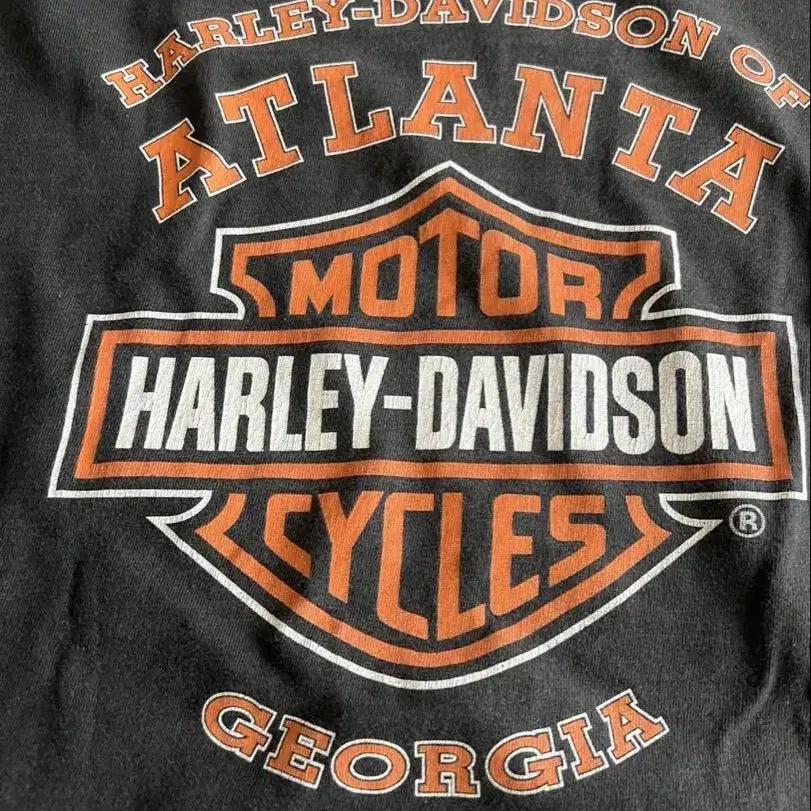 HARLEY-DAVIDSON OF
ATLANTA
MOTOR
HARLEY-DAVIDSON
CYCLES
®
GEORGIA